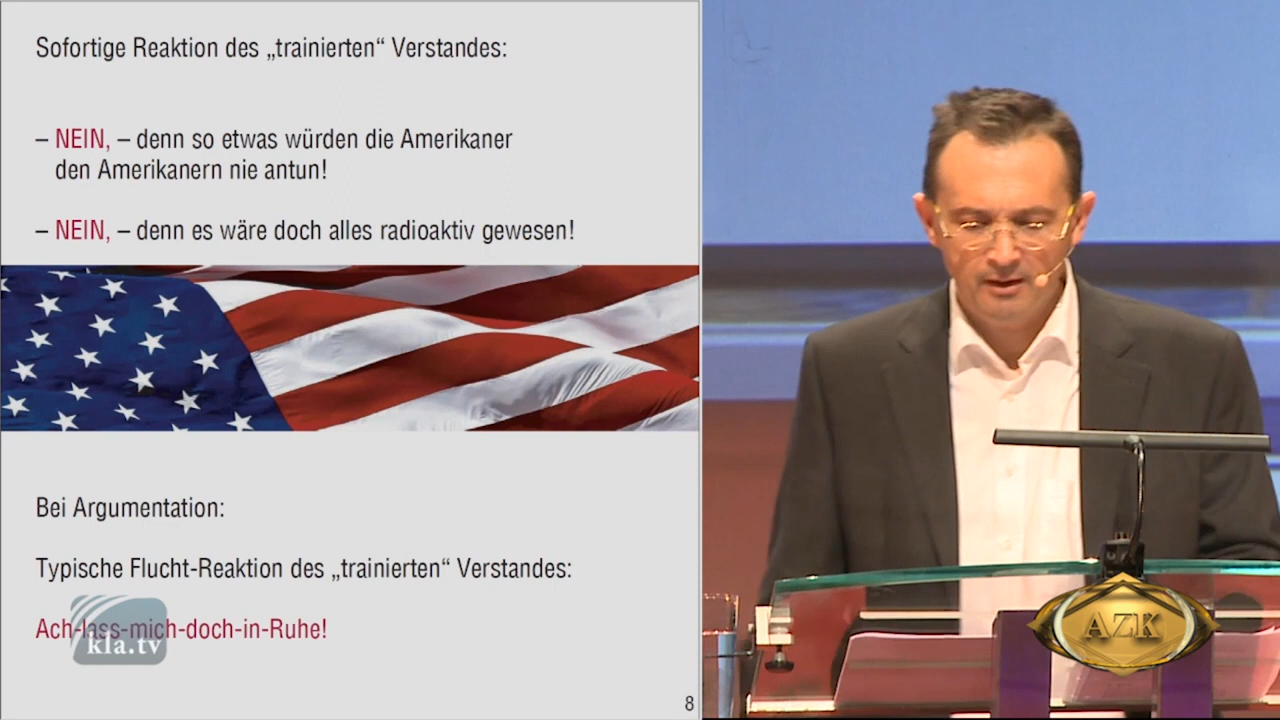 Sofortige Reaktion des „trainierten“ Verstandes:
– NEIN, – denn so etwas würden die Amerikaner
den Amerikanern nie antun!
– NEIN, – denn es wäre doch alles radioaktiv gewesen!
Bei Argumentation:
Typische Flucht-Reaktion des „trainierten“ Verstandes:
Ach-lass-mich-doch-in-Ruhe!
kla.tv
8
AZK